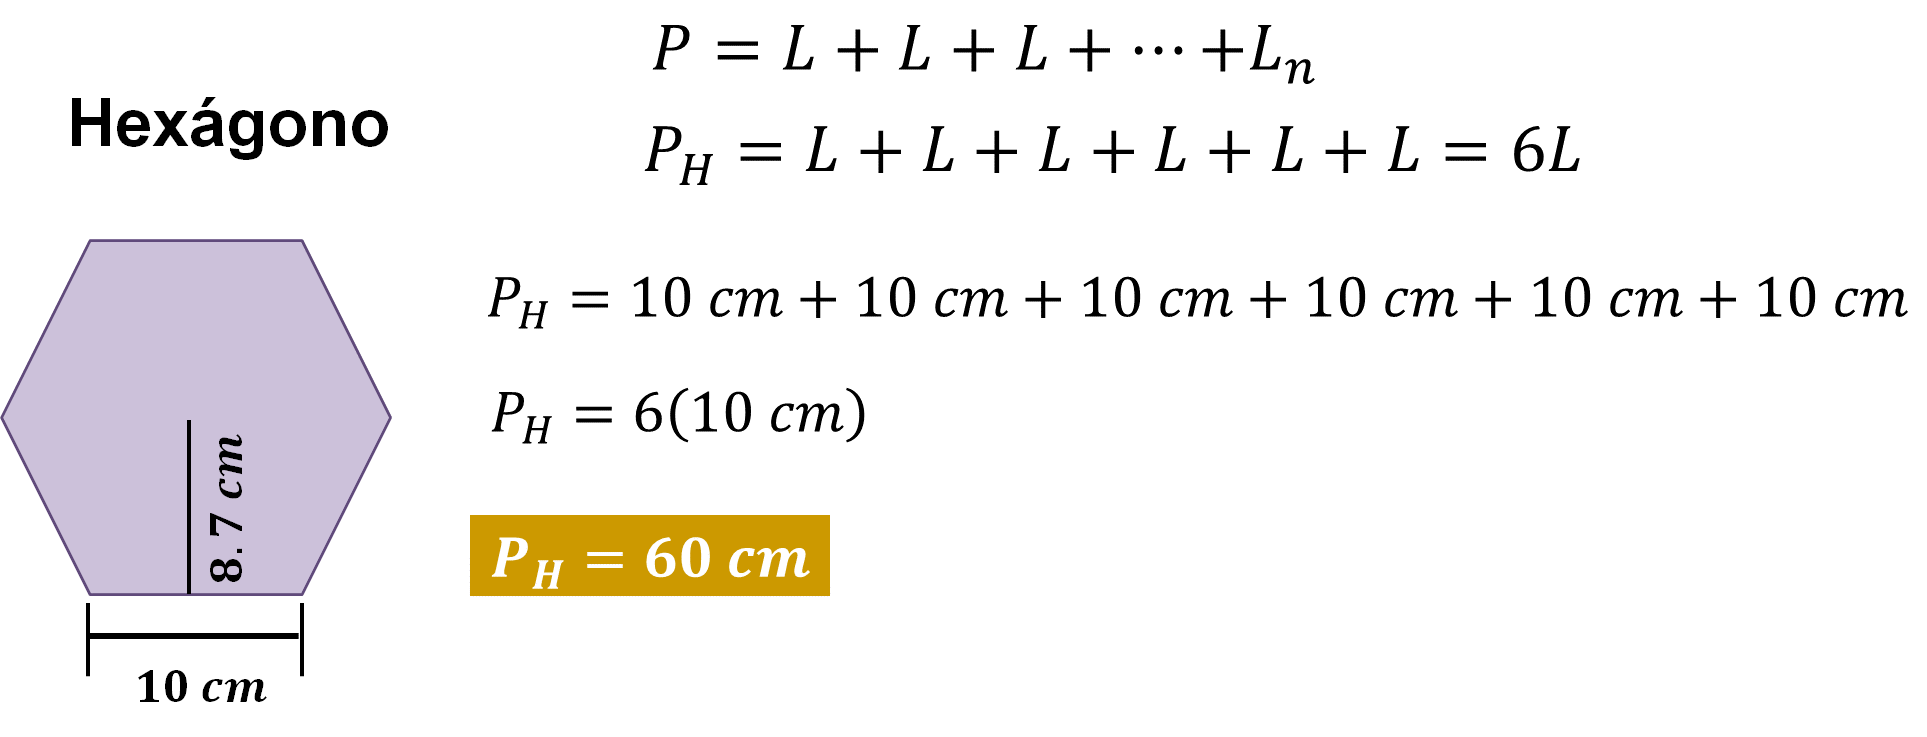 Hexágono
P = L + L + L + ⋯ + Lₙ
P_H = L + L + L + L + L + L = 6L
P_H = 10 cm + 10 cm + 10 cm + 10 cm + 10 cm + 10 cm
P_H = 6(10 cm)
P_H = 60 cm
8.7 cm
10 cm